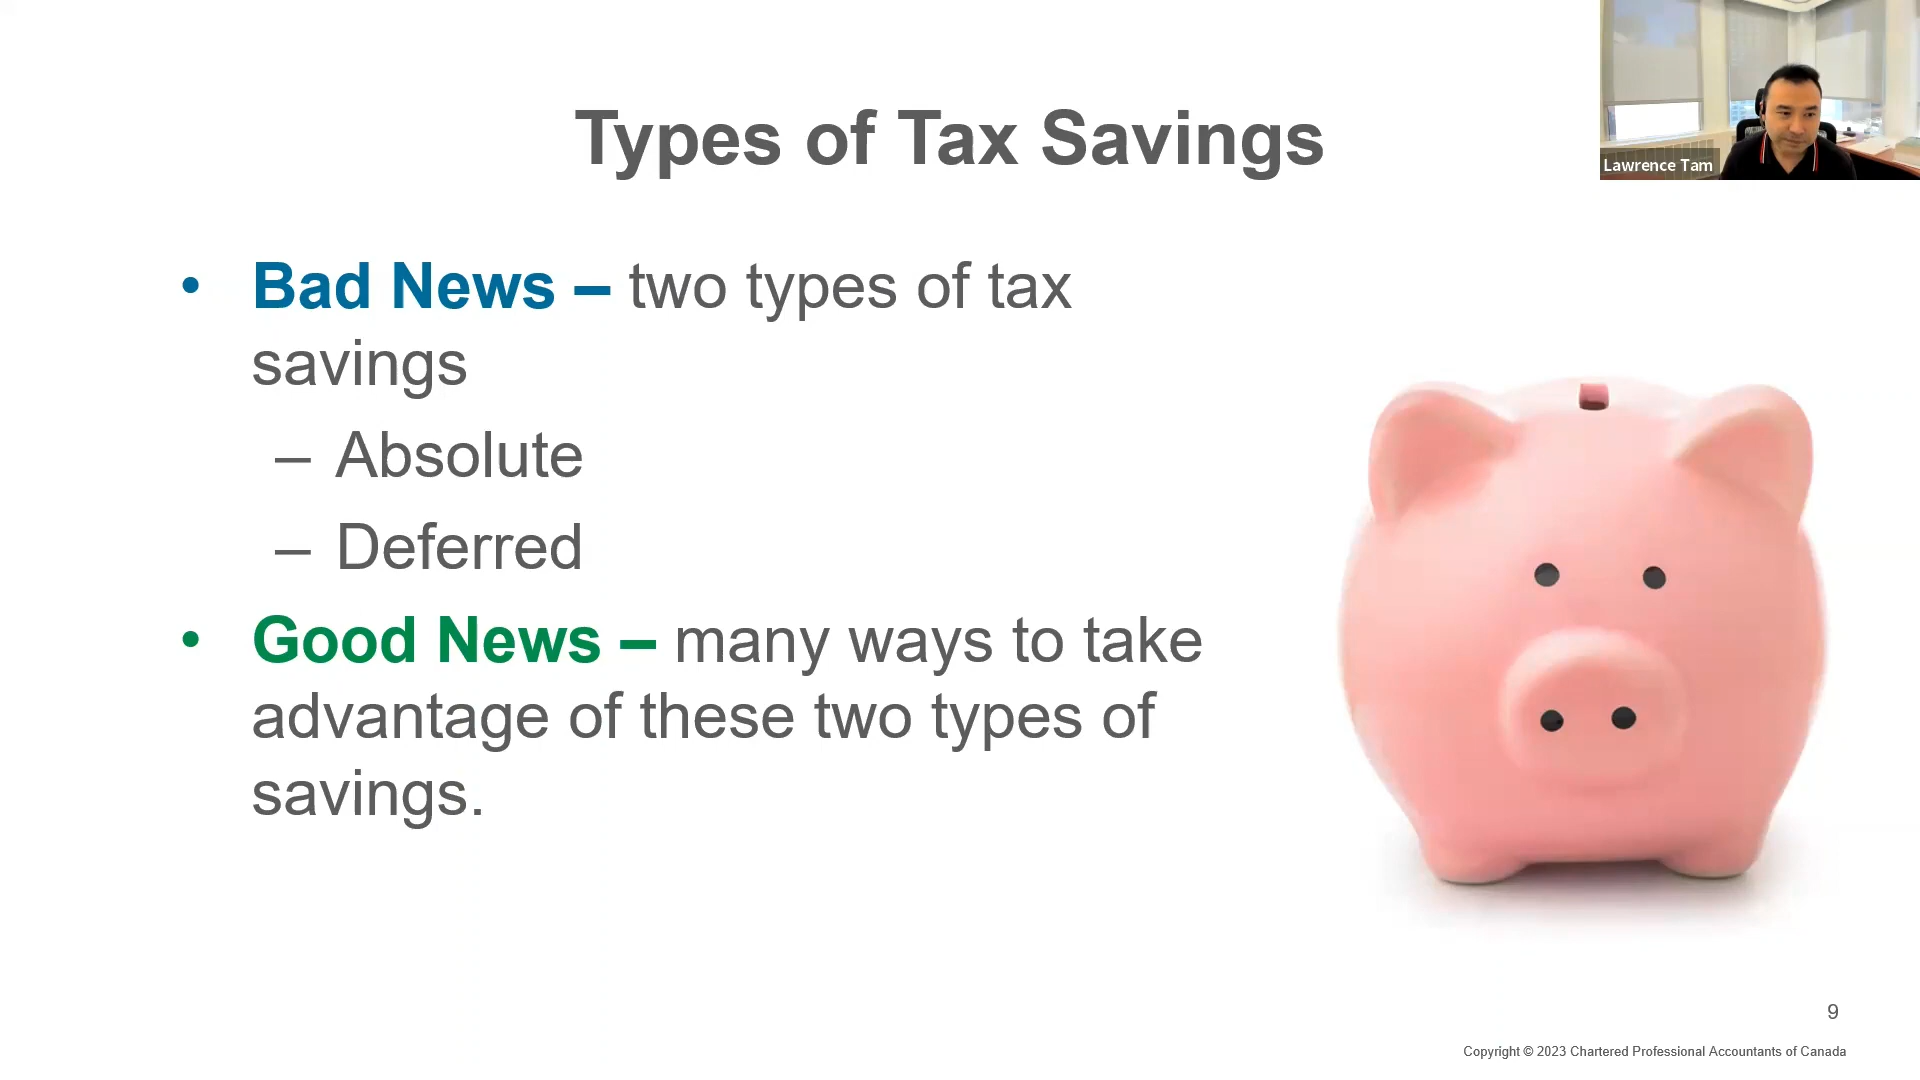 Types of Tax Savings
Lawrence Tam
• Bad News – two types of tax
savings
– Absolute
– Deferred
• Good News – many ways to take
advantage of these two types of
savings.
9
Copyright © 2023 Chartered Professional Accountants of Canada